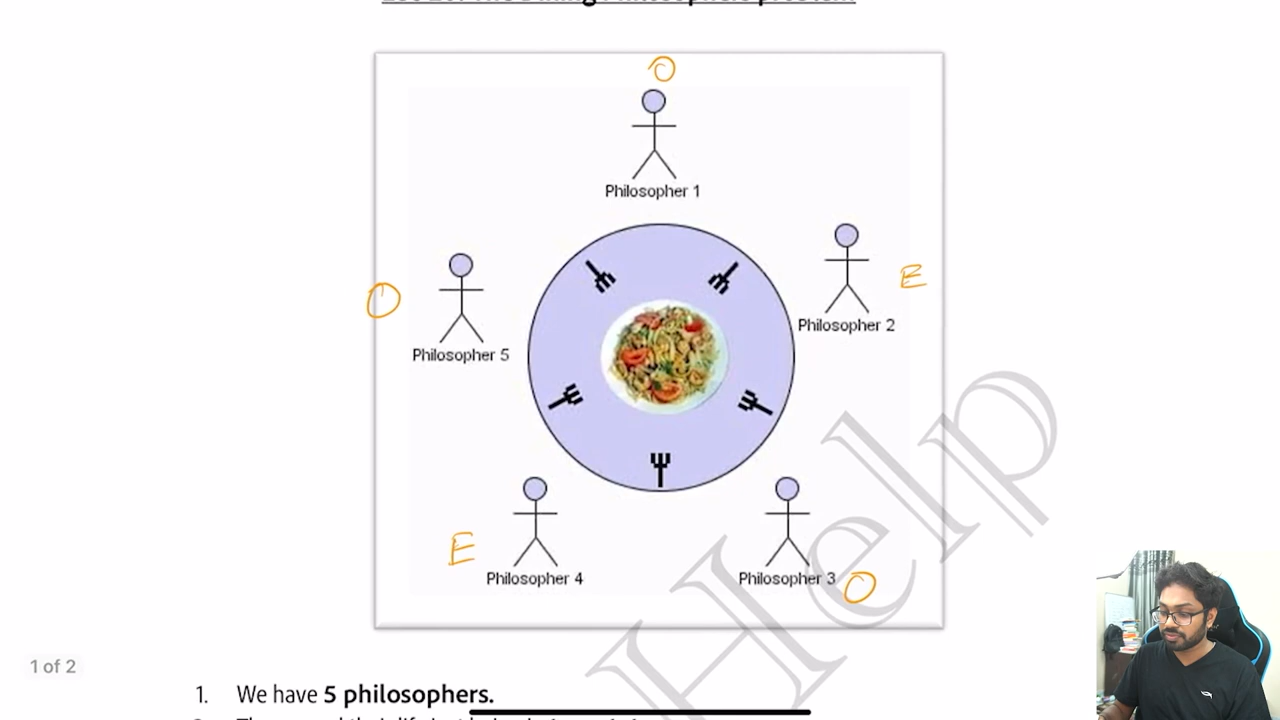 O
Philosopher 1
E
Philosopher 2
O
Philosopher 5
E
Philosopher 4
Philosopher 3 O
Help
1 of 2
1. We have 5 philosophers.